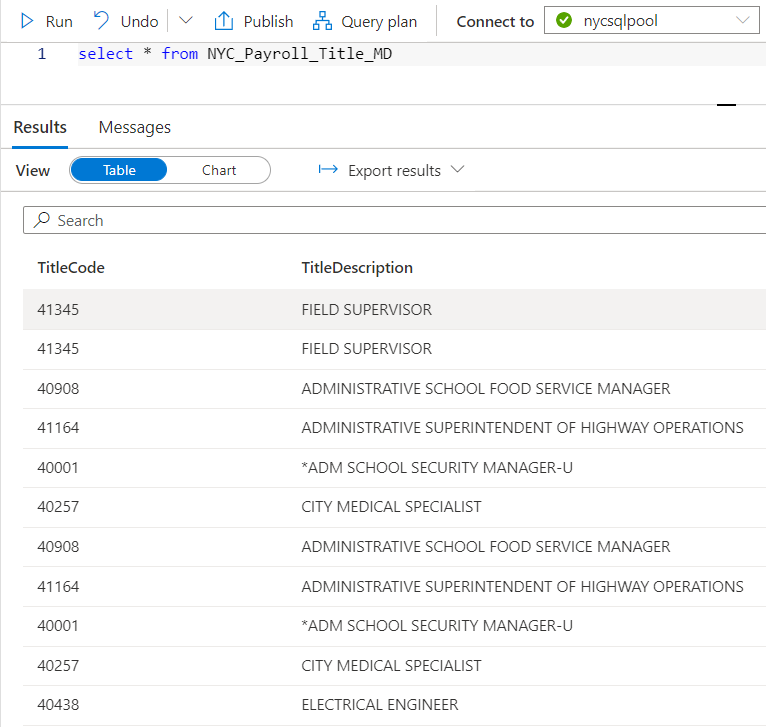 Run Undo Publish Query plan Connect to nycsqlpool
1 select * from NYC_Payroll_Title_MD
Results Messages
View Table Chart Export results
Search
TitleCode TitleDescription
41345 FIELD SUPERVISOR
41345 FIELD SUPERVISOR
40908 ADMINISTRATIVE SCHOOL FOOD SERVICE MANAGER
41164 ADMINISTRATIVE SUPERINTENDENT OF HIGHWAY OPERATIONS
40001 *ADM SCHOOL SECURITY MANAGER-U
40257 CITY MEDICAL SPECIALIST
40908 ADMINISTRATIVE SCHOOL FOOD SERVICE MANAGER
41164 ADMINISTRATIVE SUPERINTENDENT OF HIGHWAY OPERATIONS
40001 *ADM SCHOOL SECURITY MANAGER-U
40257 CITY MEDICAL SPECIALIST
40438 ELECTRICAL ENGINEER